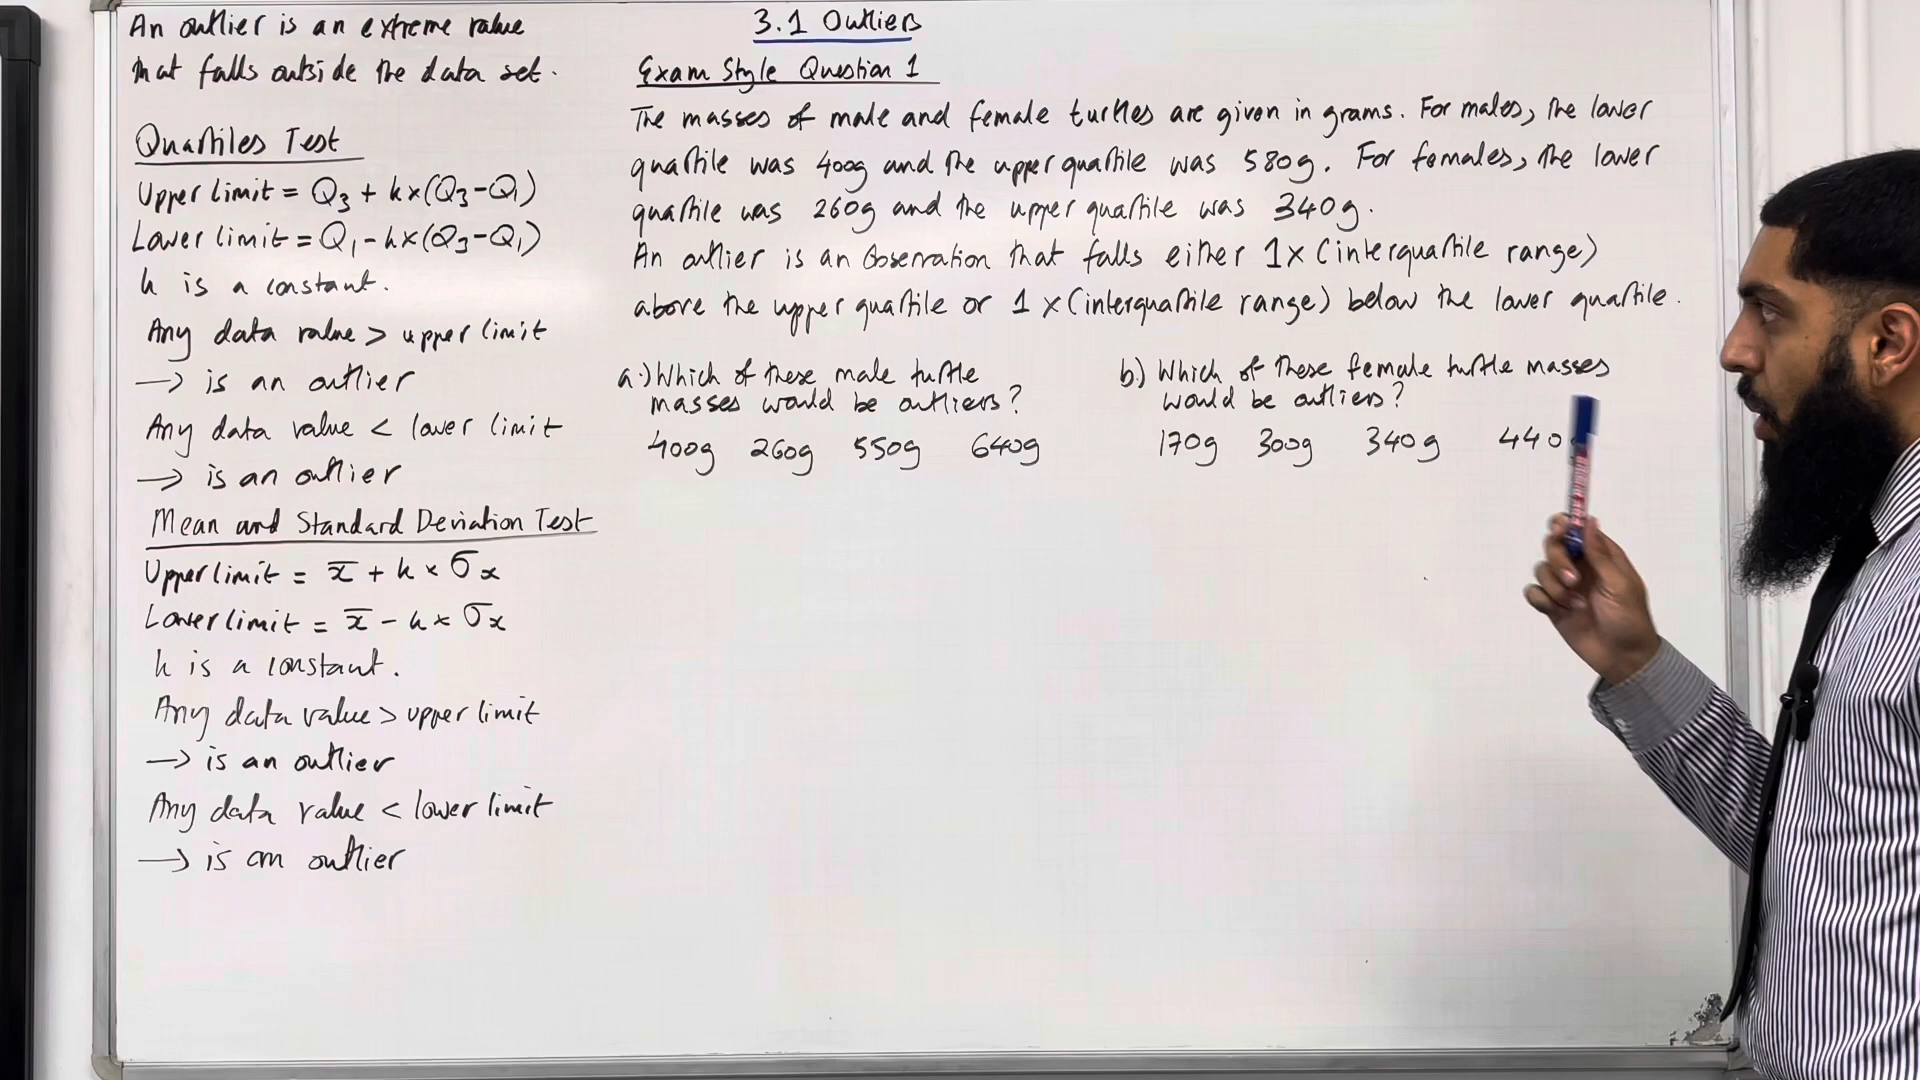 An outlier is an extreme value
that falls outside the data set.
Quartiles Test
Upper limit = Q₃ + k×(Q₃-Q₁)
Lower limit = Q₁ - k×(Q₃-Q₁)
k is a constant.
Any data value > upper limit
→ is an outlier
Any data value < lower limit
→ is an outlier
Mean and Standard Deviation Test
Upper limit = x̄ + k × σₓ
Lower limit = x̄ - k × σₓ
k is a constant.
Any data value > upper limit
→ is an outlier
Any data value < lower limit
→ is an outlier
3.1 Outliers
Exam Style Question 1
The masses of male and female turtles are given in grams. For males, the lower
quartile was 400g and the upper quartile was 580g. For females, the lower
quartile was 260g and the upper quartile was 340g.
An outlier is an observation that falls either 1 × (interquartile range)
above the upper quartile or 1 × (interquartile range) below the lower quartile.
a.) Which of these male turtle
masses would be outliers?
400g 260g 550g 640g
b.) Which of these female turtle masses
would be outliers?
170g 300g 340g 440g